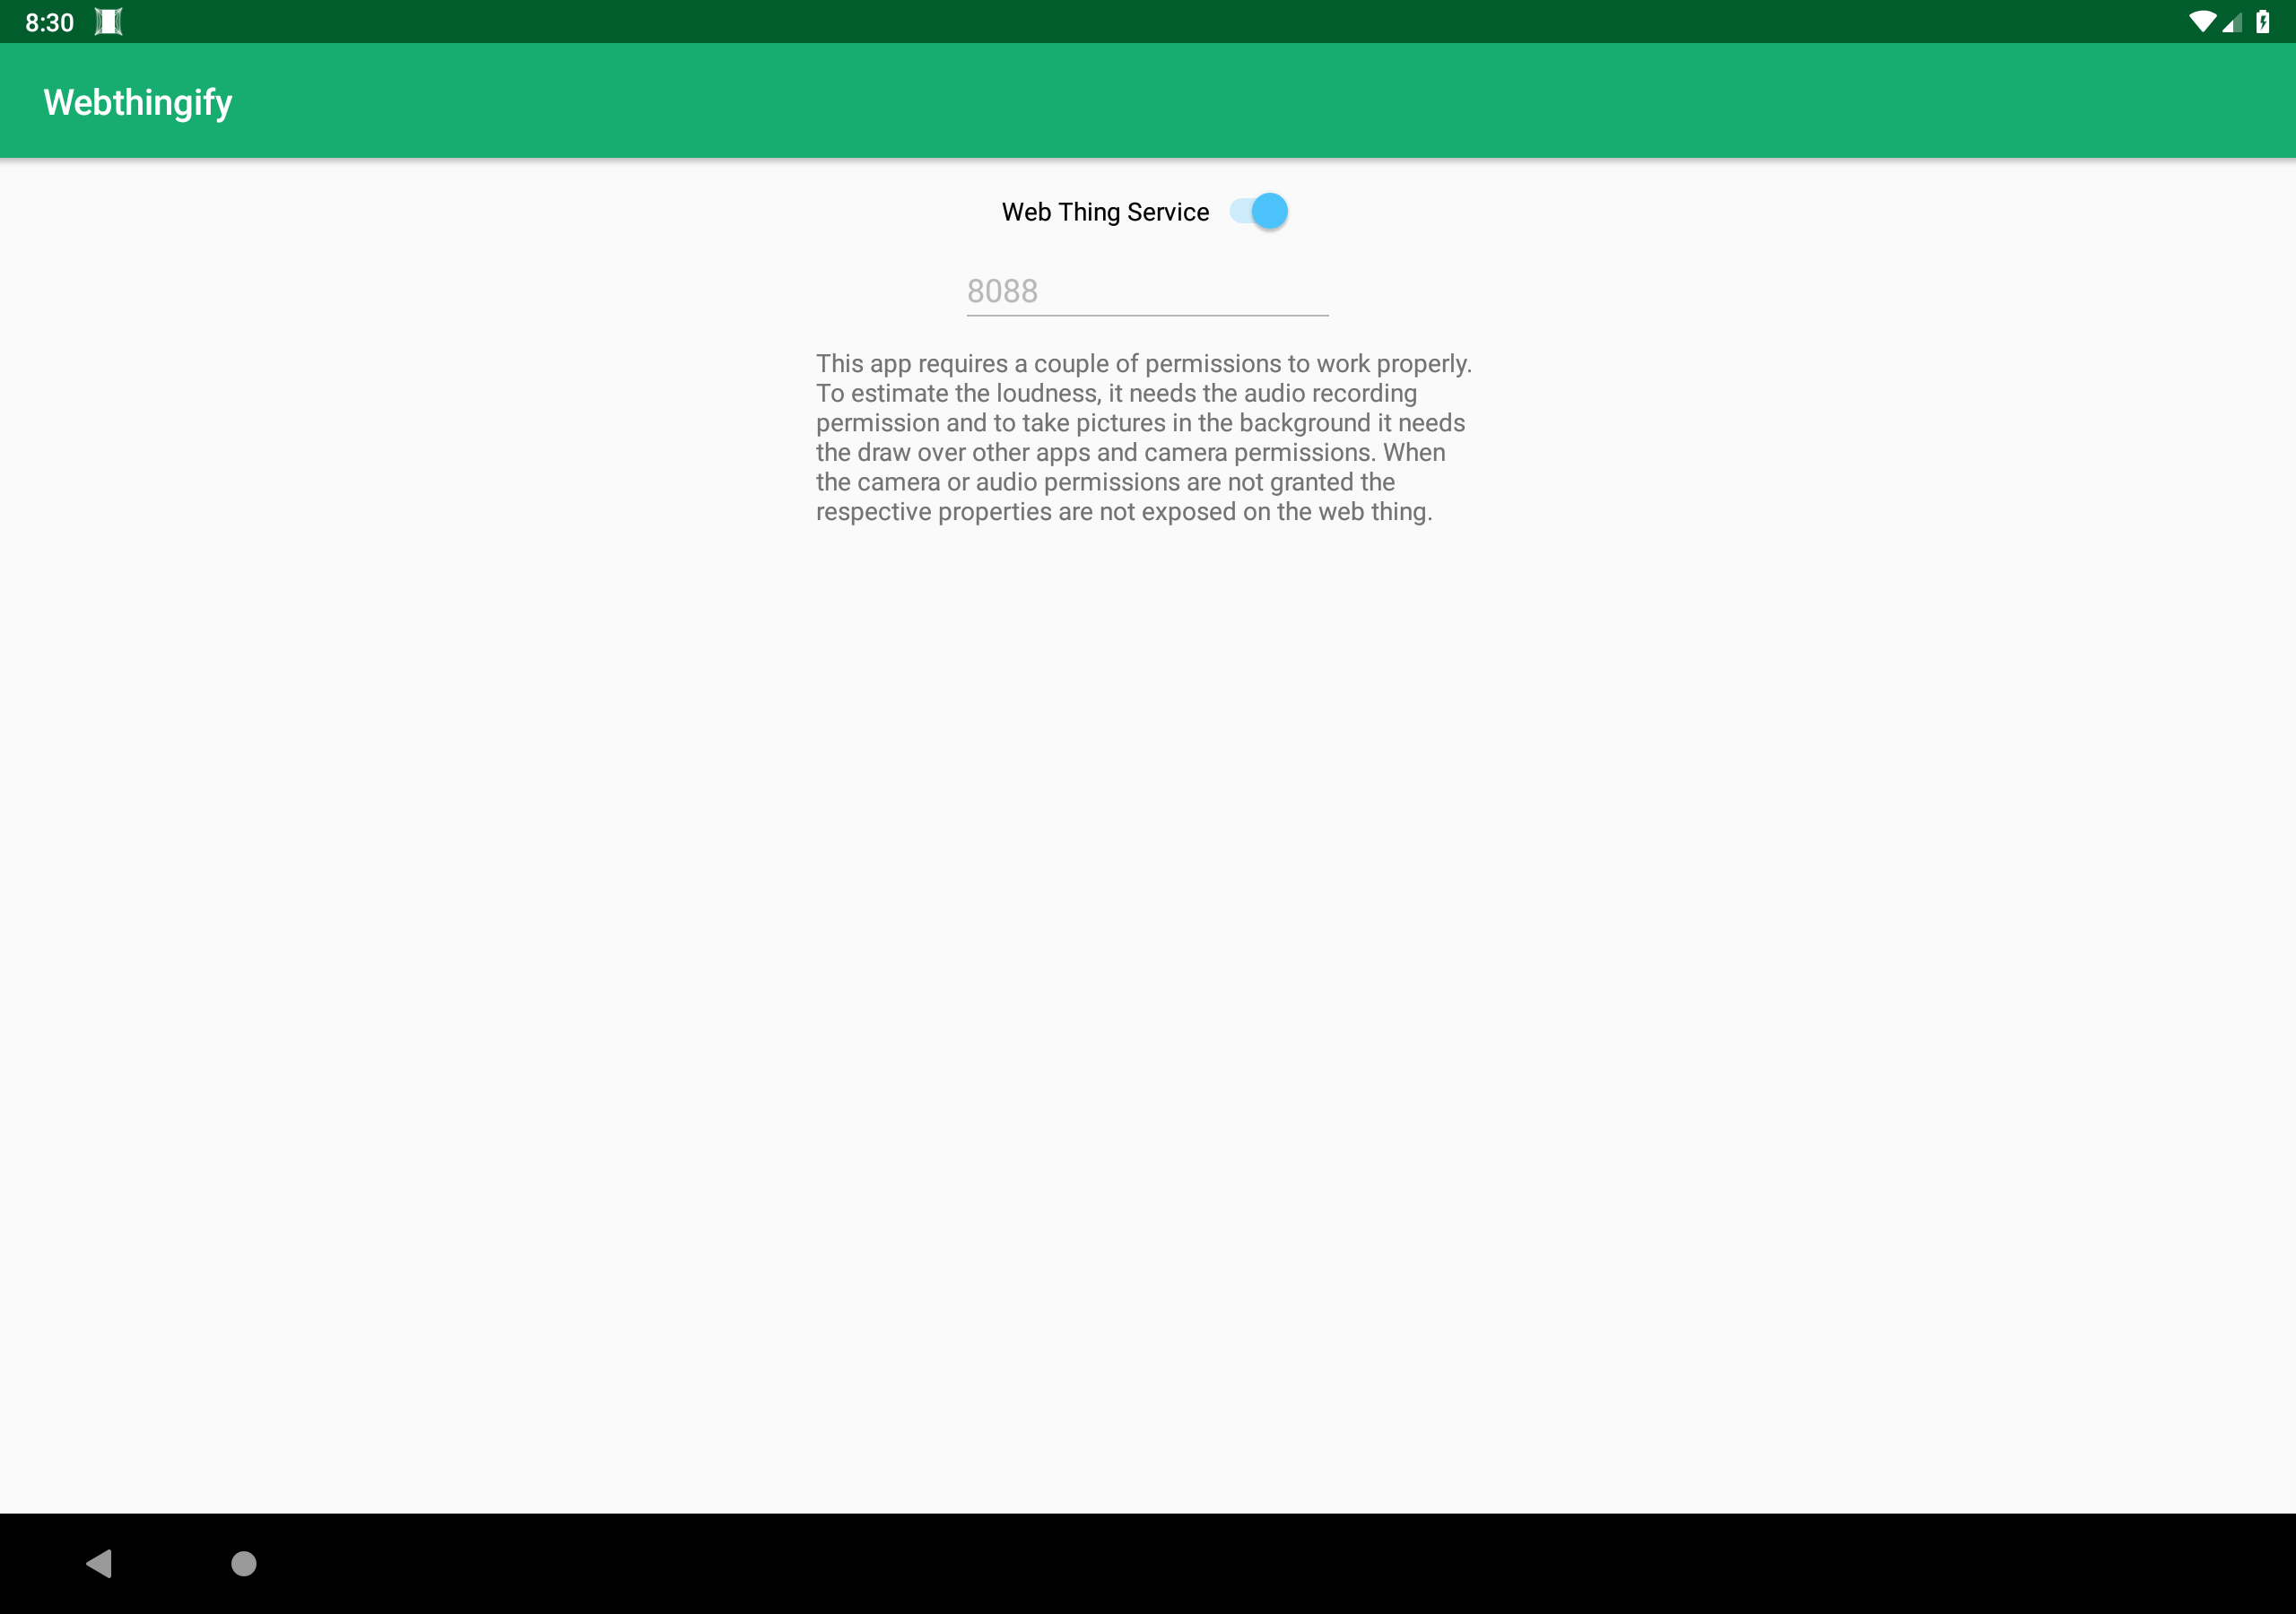 8:30
Webthingify
Web Thing Service
8088
This app requires a couple of permissions to work properly.
To estimate the loudness, it needs the audio recording
permission and to take pictures in the background it needs
the draw over other apps and camera permissions. When
the camera or audio permissions are not granted the
respective properties are not exposed on the web thing.